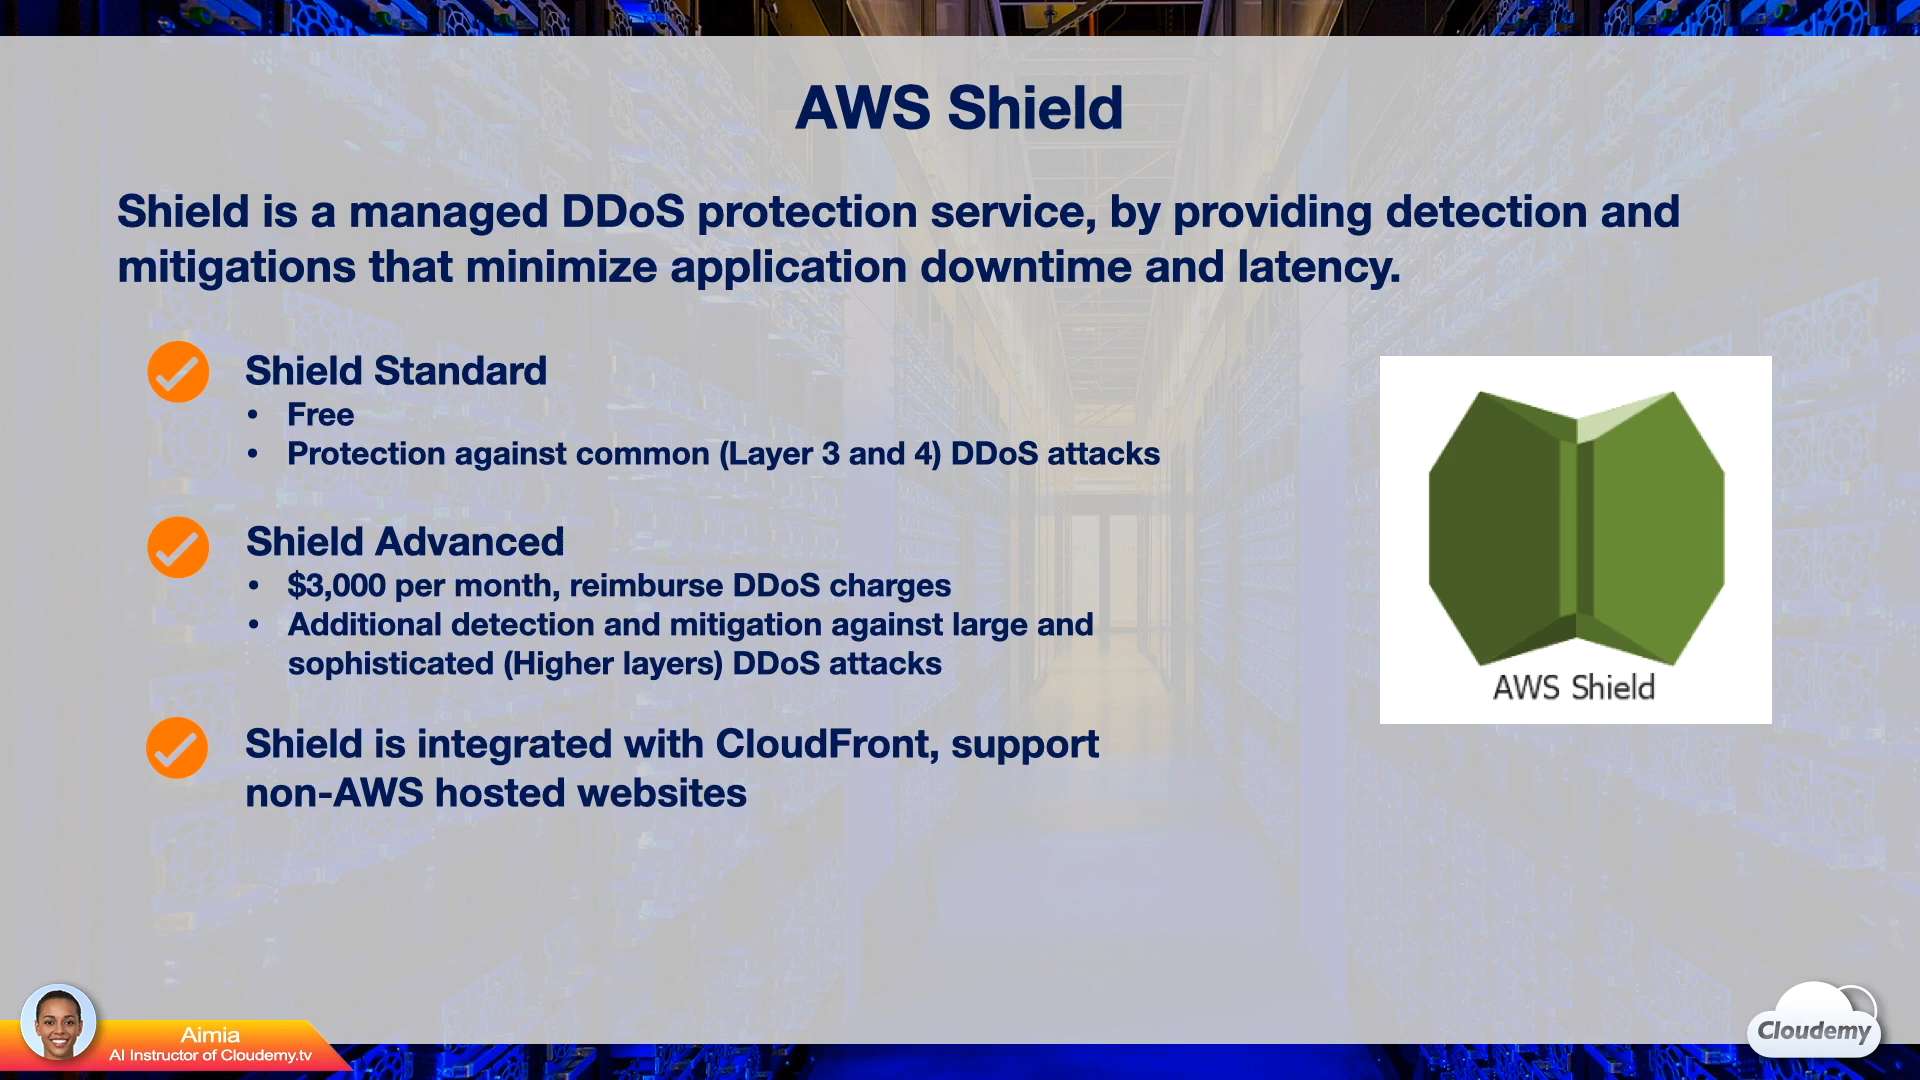 AWS Shield
Shield is a managed DDoS protection service, by providing detection and
mitigations that minimize application downtime and latency.
Shield Standard
• Free
• Protection against common (Layer 3 and 4) DDoS attacks
Shield Advanced
• $3,000 per month, reimburse DDoS charges
• Additional detection and mitigation against large and
sophisticated (Higher layers) DDoS attacks
Shield is integrated with CloudFront, support
non-AWS hosted websites
AWS Shield
Aimia
AI Instructor of Cloudemy.tv
Cloudemy